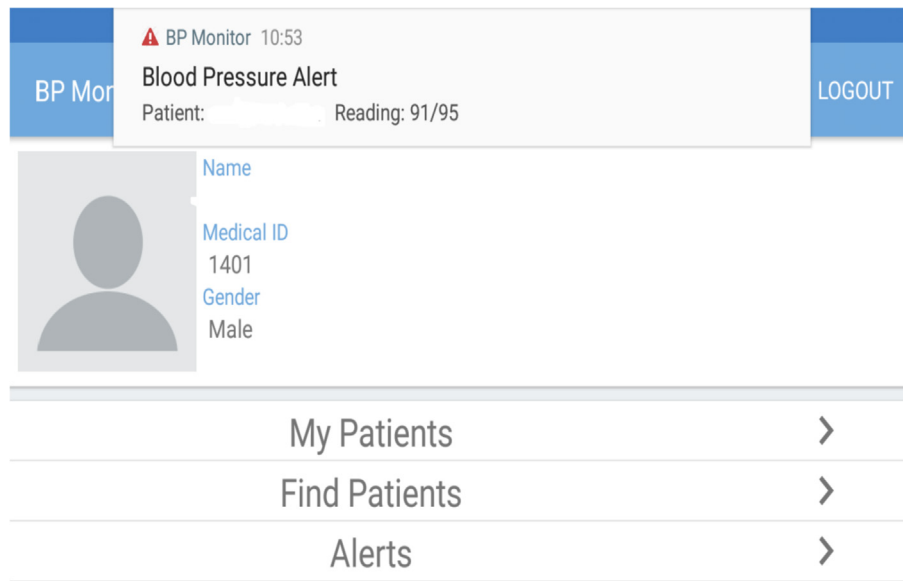 BP Monitor 10:53
Blood Pressure Alert
Patient: Reading: 91/95
BP Mor LOGOUT
Name
Medical ID
1401
Gender
Male
My Patients
Find Patients
Alerts